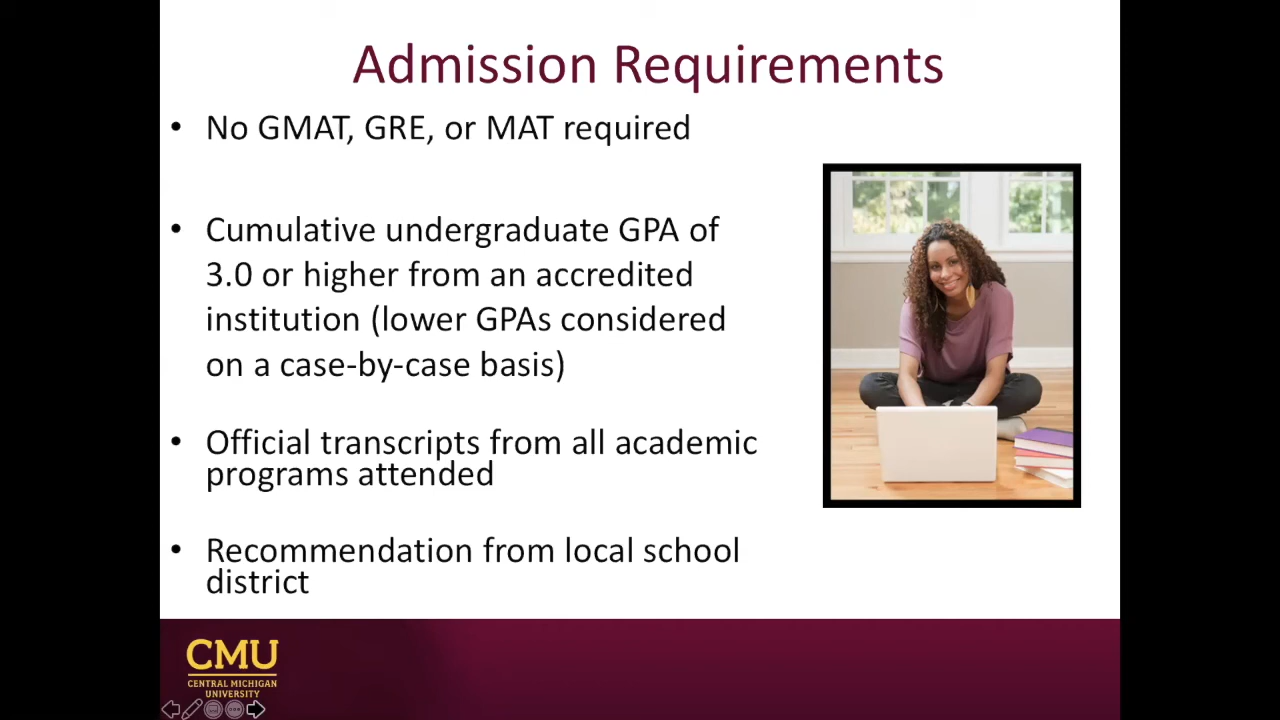 Admission Requirements
• No GMAT, GRE, or MAT required
• Cumulative undergraduate GPA of
3.0 or higher from an accredited
institution (lower GPAs considered
on a case-by-case basis)
• Official transcripts from all academic
programs attended
• Recommendation from local school
district
CMU
CENTRAL MICHIGAN
UNIVERSITY